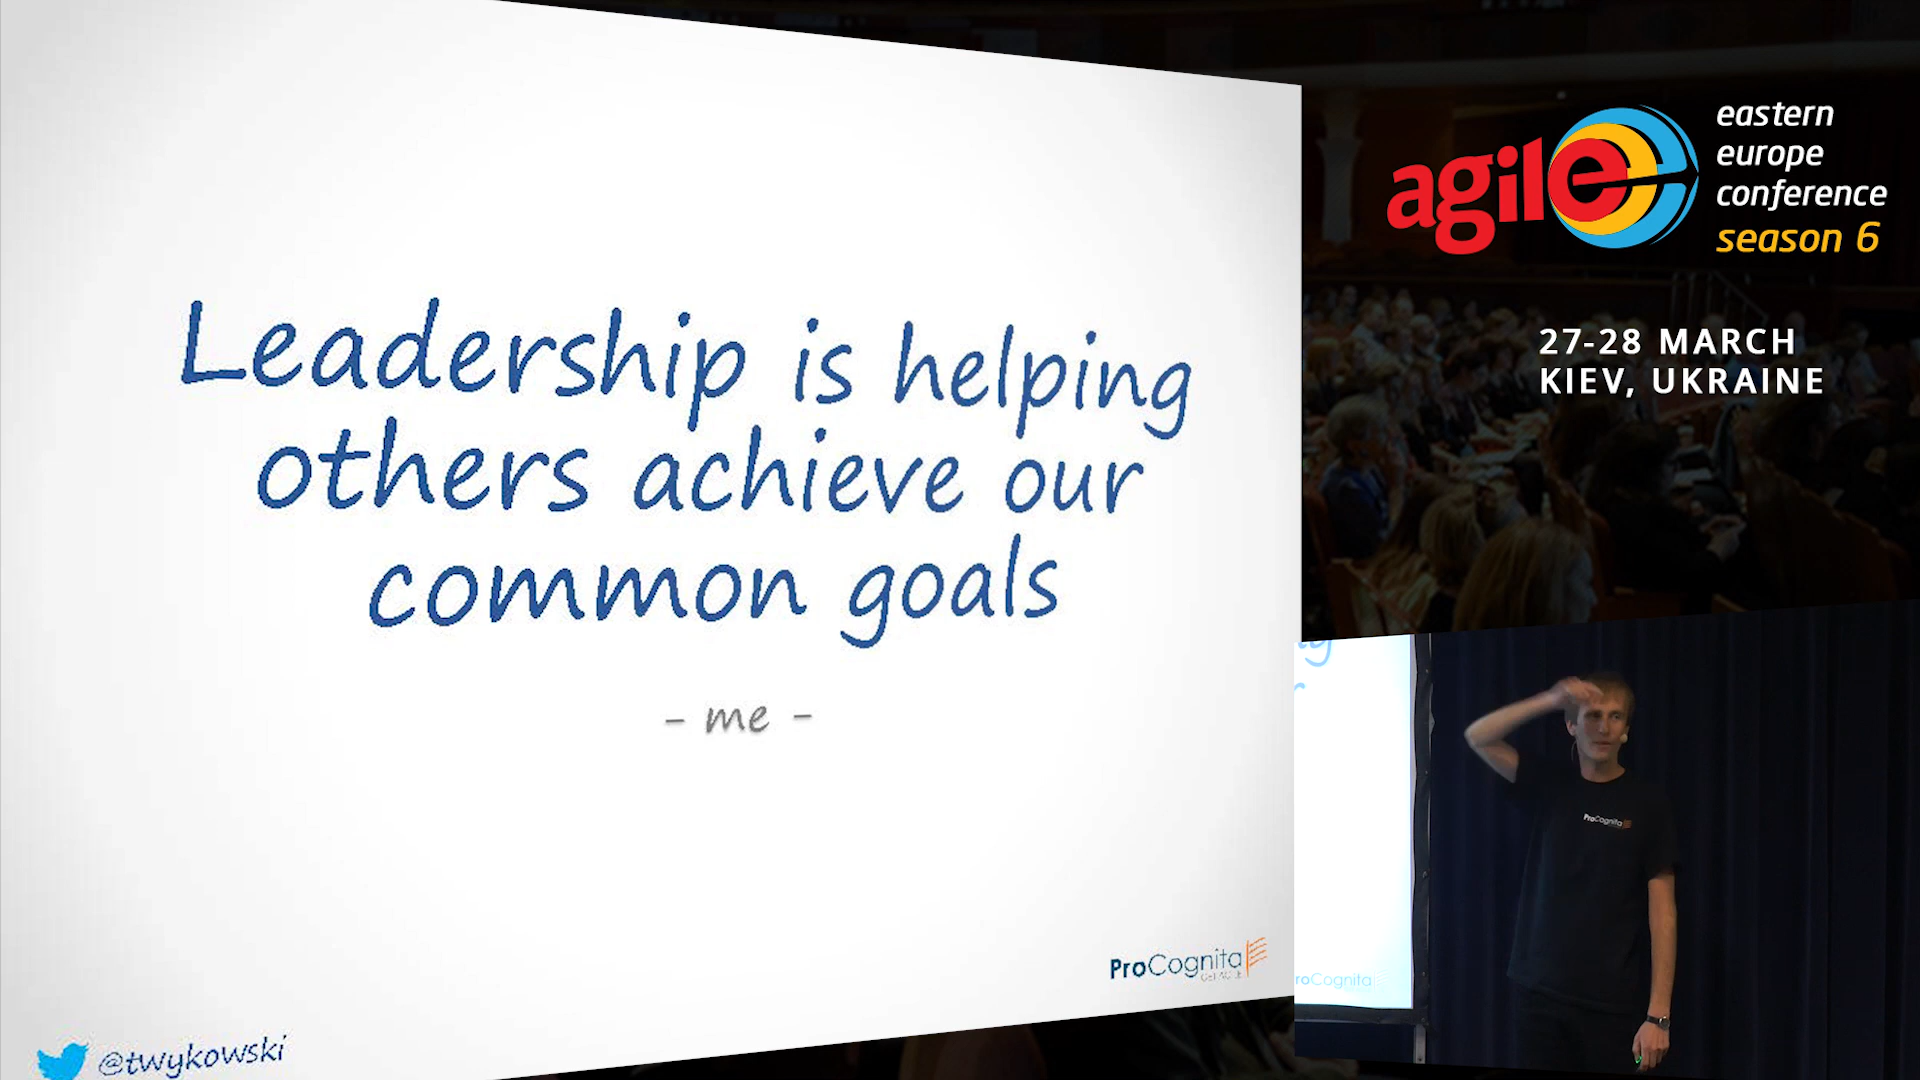 Leadership is helping
others achieve our
common goals
- me -
ProCognita
@twykowski
agile
eastern
europe
conference
season 6
27-28 MARCH
KIEV, UKRAINE
ProCognita
roCognita